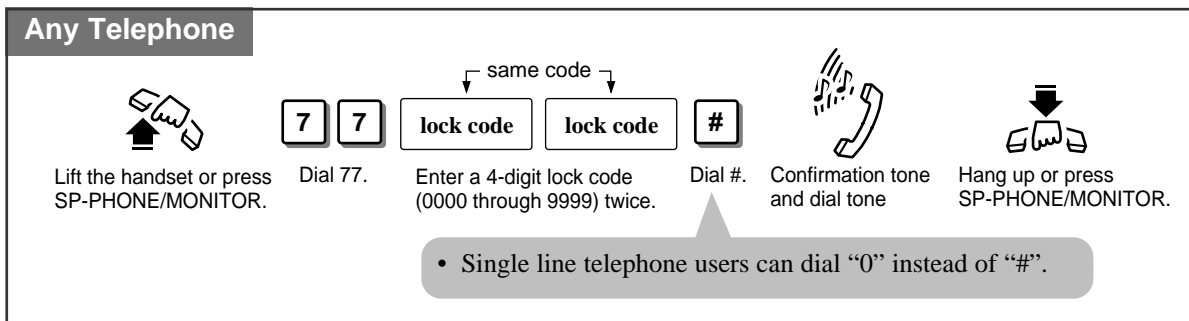 Any Telephone
same code
7 7 lock code lock code #
Lift the handset or press
SP-PHONE/MONITOR.
Dial 77.
Enter a 4-digit lock code
(0000 through 9999) twice.
Dial #.
Confirmation tone
and dial tone
Hang up or press
SP-PHONE/MONITOR.
• Single line telephone users can dial “0” instead of “#”.